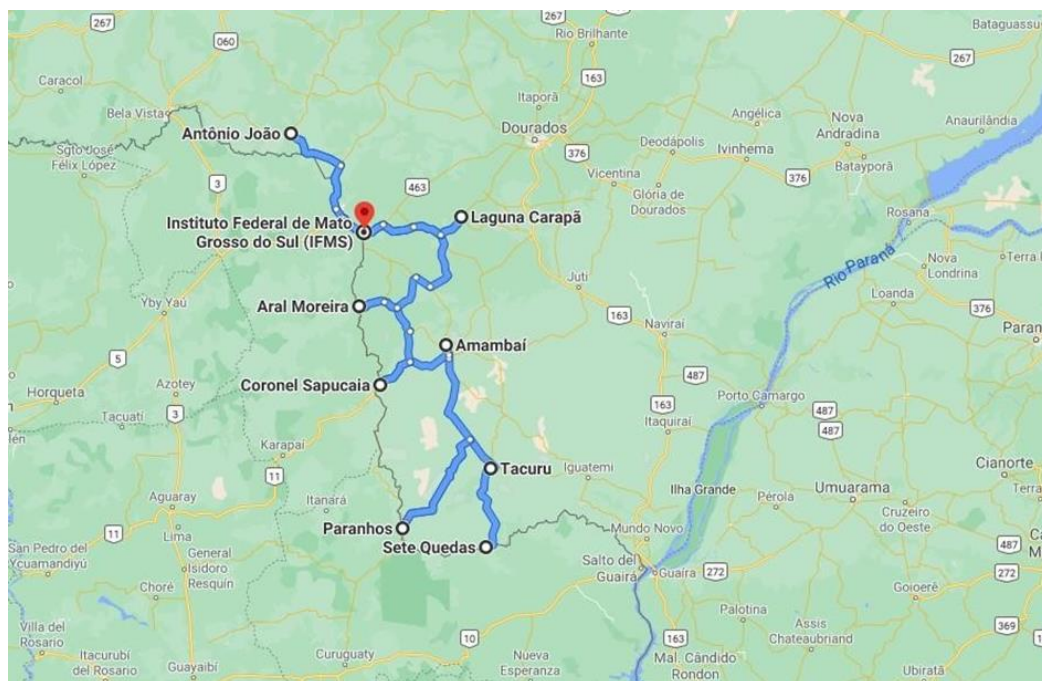 267
267
Bataguassu
Rio Brilhante
060
267
267
Caracol
163
Itaporã
Bela Vista
Angélica
Nova
Andradina
Anaurilândia
Antônio João
Dourados
Deodápolis
Ivinhema
Batayporã
Sgto José
Félix López
376
376
3
463
Vicentina
Glória de
Dourados
Rosana
Instituto Federal de Mato
Grosso do Sul (IFMS)
Laguna Carapã
Rio Paraná
Nova
Londrina
Terra
Juti
Yby Yaú
Aral Moreira
163
Loanda
376
Naviraí
Param
Amambaí
5
487
Horqueta
Azotey
Coronel Sapucaia
Porto Camargo
487
487
Tacuatí
3
163
Itaquiraí
Karapaí
11
Tacuru
Iguatemi
Cianorte
Aguaray
Itanará
Ilha Grande
Pérola
Umuarama
Terra
Lima
Paranhos
Mundo Novo
Cruzeiro
do Oeste
11
Sete Quedas
487
San Pedro del
Ycuamandiyú
General
Isidoro
Resquín
Salto del
Guairá
Guaíra
272
272
Choré
Goioerê
Palotina
Villa del
Rosario
10
163
Assis
Chateaubriand
369
Itacurubí
del Rosario
Guayaibí
Curuguaty
Nueva
Esperanza
Mal. Cândido
Rondon
Ubiratã